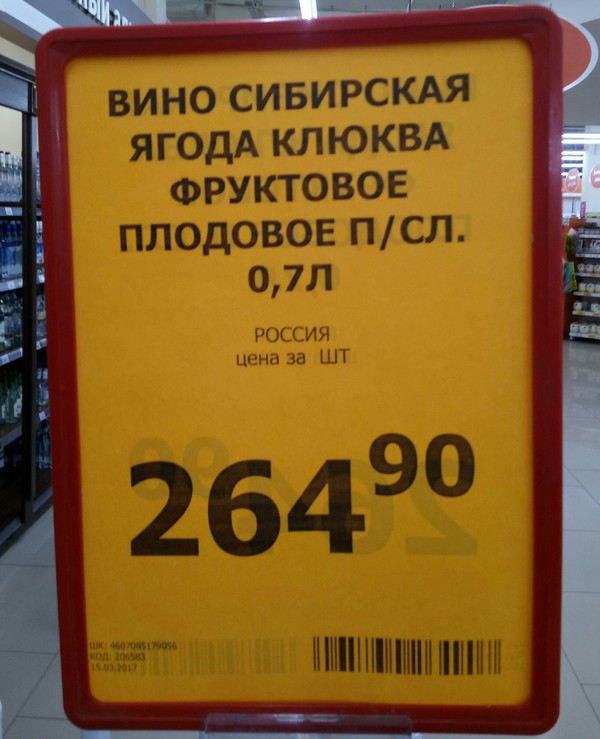 ВИНО СИБИРСКАЯ
ЯГОДА КЛЮКВА
ФРУКТОВОЕ
ПЛОДОВОЕ П/СЛ.
0,7Л
РОССИЯ
цена за ШТ
264 90
ШК: 4607085179056
КОД: 206583
15.03.2017